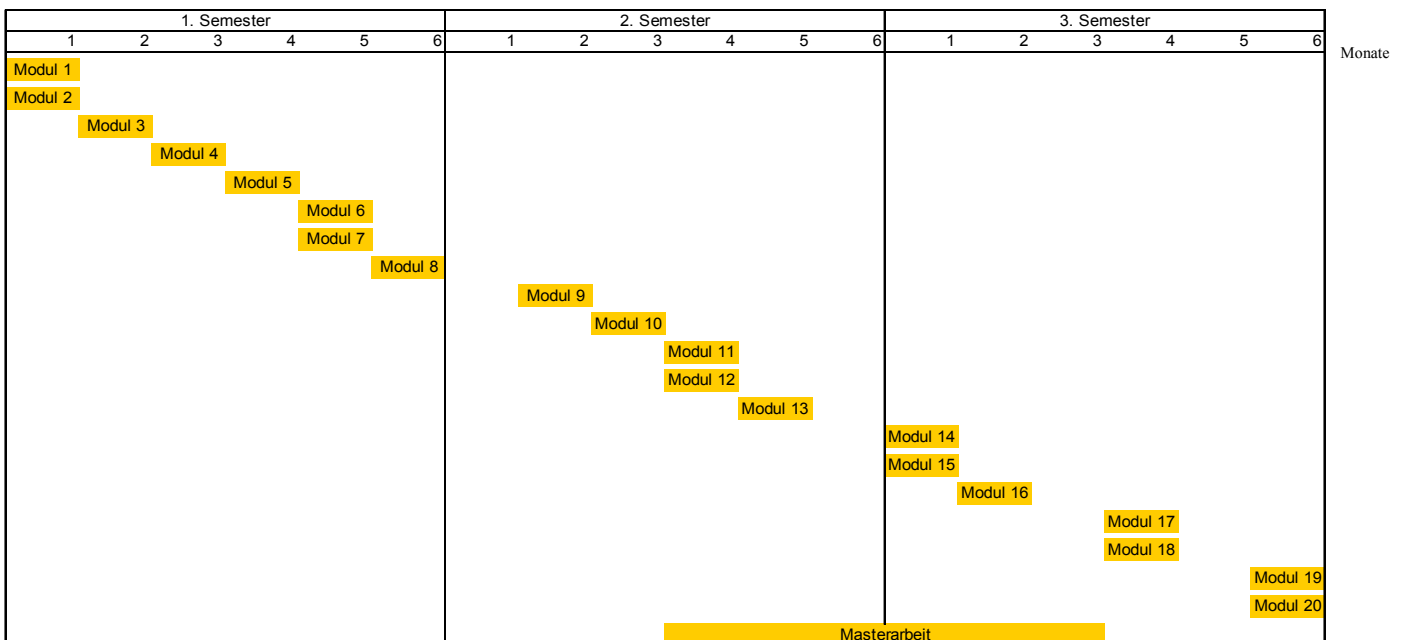 1. Semester 2. Semester 3. Semester
1 2 3 4 5 6 1 2 3 4 5 6 1 2 3 4 5 6
Monate
Modul 1
Modul 2
Modul 3
Modul 4
Modul 5
Modul 6
Modul 7
Modul 8
Modul 9
Modul 10
Modul 11
Modul 12
Modul 13
Modul 14
Modul 15
Modul 16
Modul 17
Modul 18
Modul 19
Modul 20
Masterarbeit